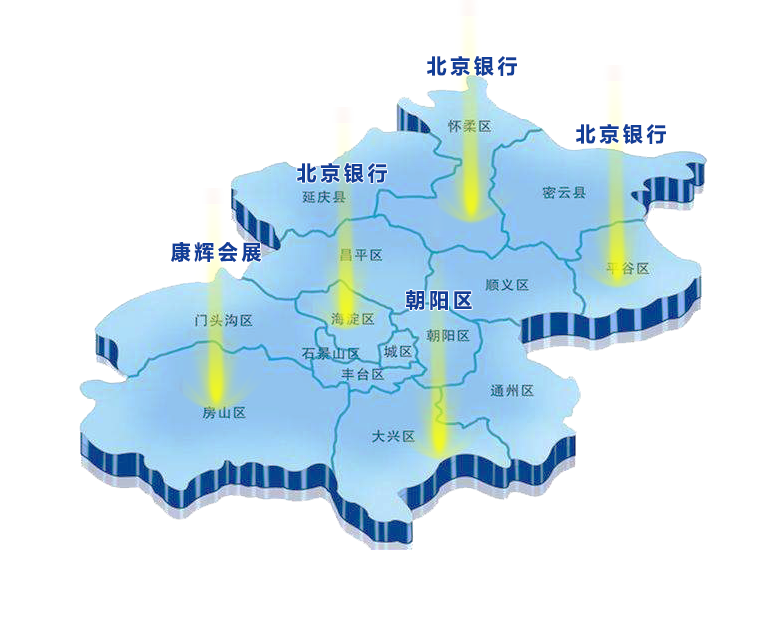 北京银行
怀柔区
北京银行
北京银行
延庆县
密云县
康辉会展
昌平区
平谷区
顺义区
朝阳区
门头沟区
海淀区
朝阳区
石景山区
城区
丰台区
通州区
房山区
大兴区